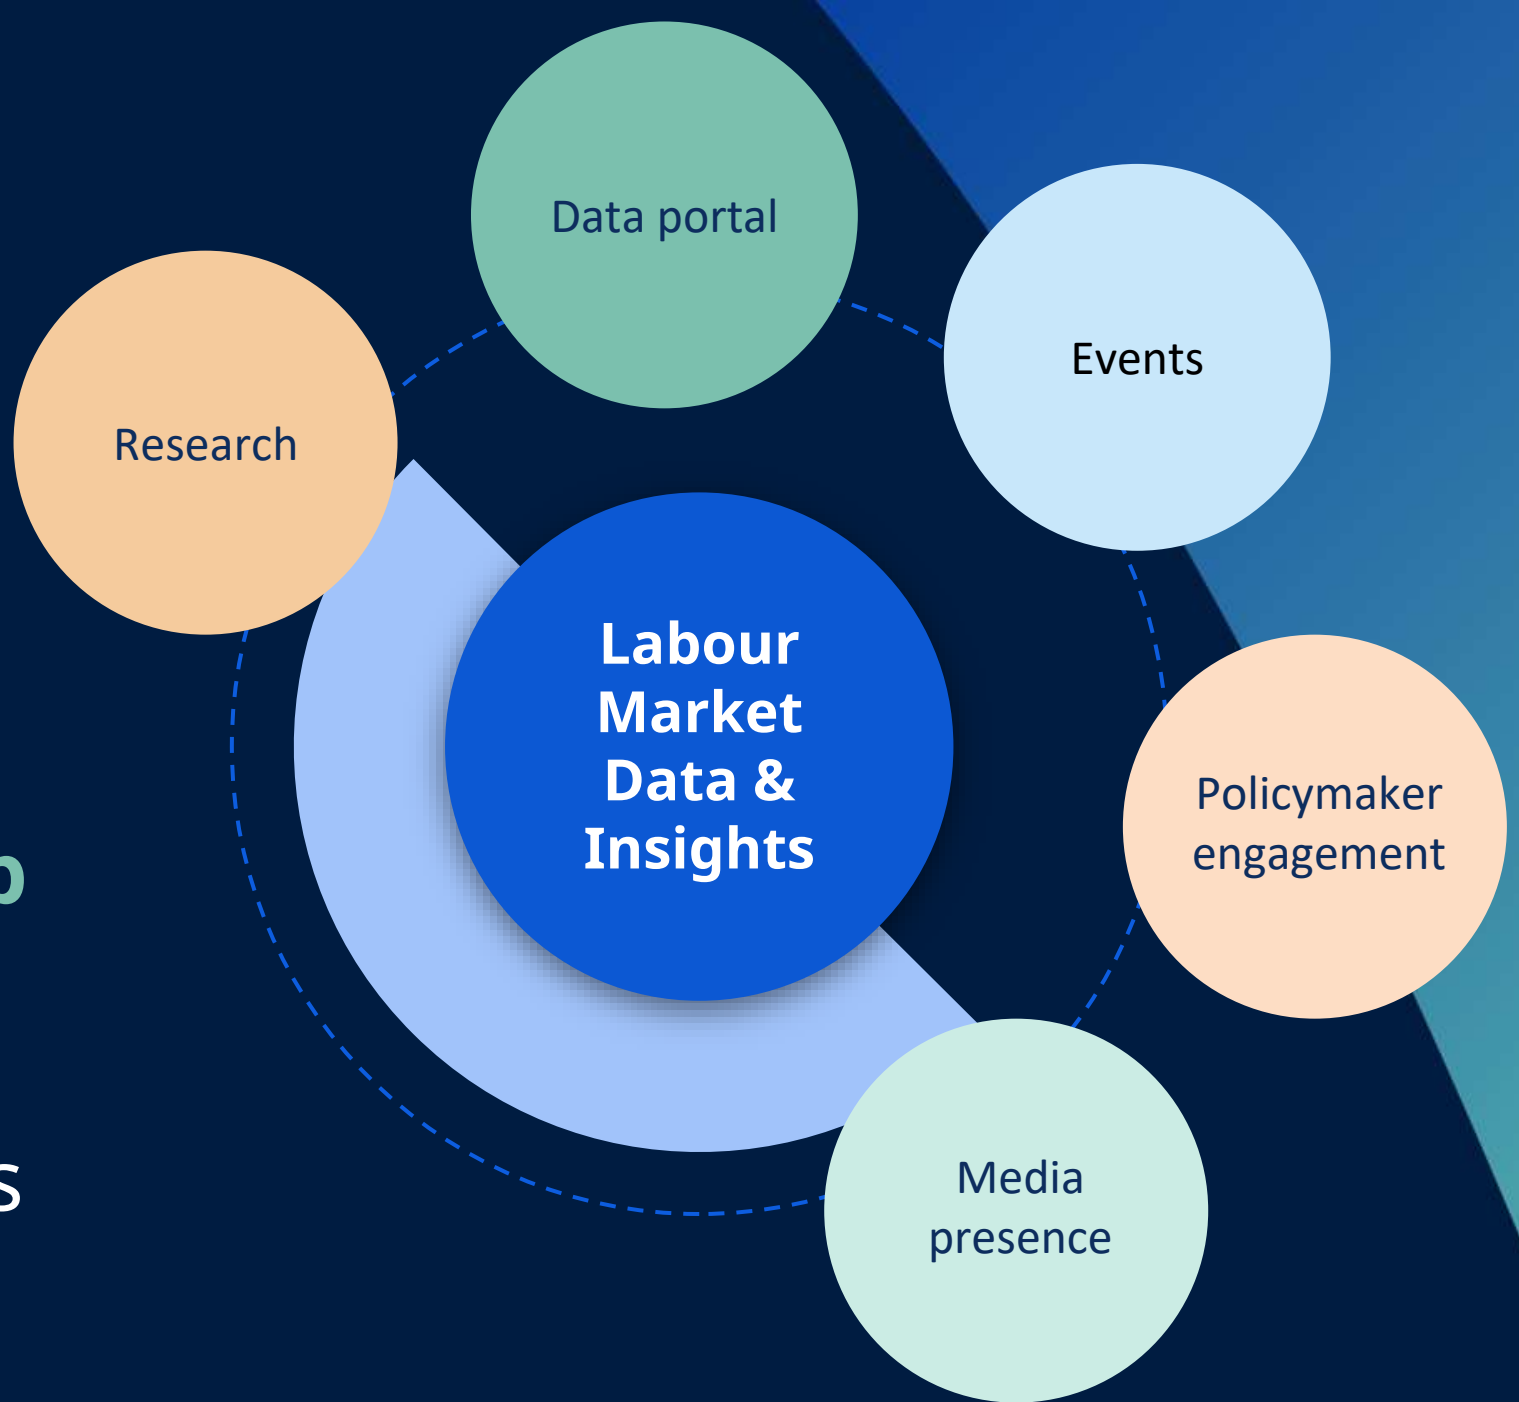 Data portal
Events
Research
Labour
Market
Data &
Insights
Policymaker
engagement
Media
presence